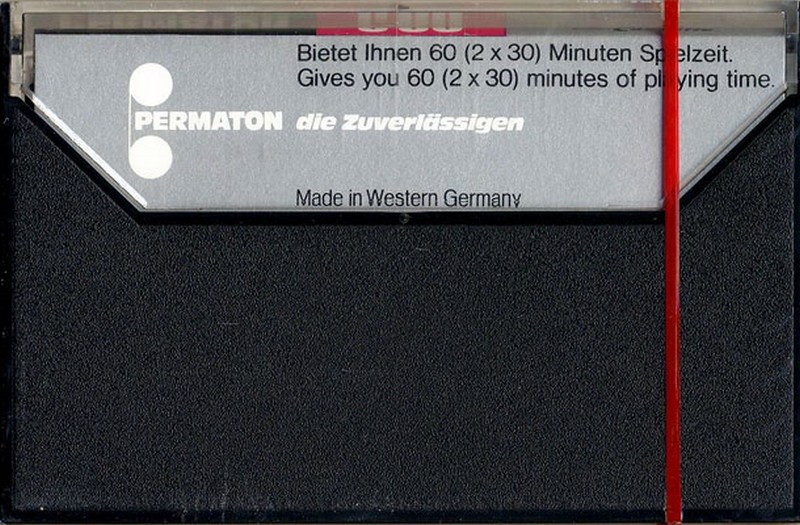 Bietet Ihnen 60 (2 x 30) Minuten Spielzeit.
Gives you 60 (2 x 30) minutes of playing time.
PERMATON die Zuverlässigen
Made in Western Germany